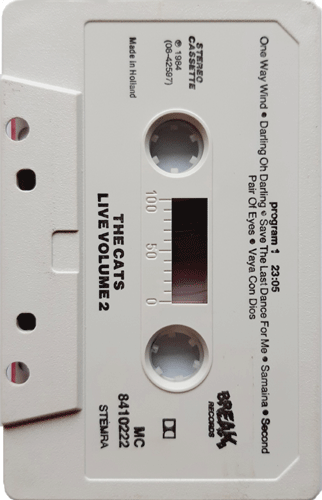 program 1 23:05
One Way Wind • Darling Oh Darling • Save The Last Dance For Me • Samaina • Second
Pair Of Eyes • Vaya Con Dios
STEREO
CASSETTE
℗ 1984
(08-42597)
Made in Holland
100 50 0
BREAK
RECORDS
THE CATS
LIVE VOLUME 2
MC
8410222
STEMRA